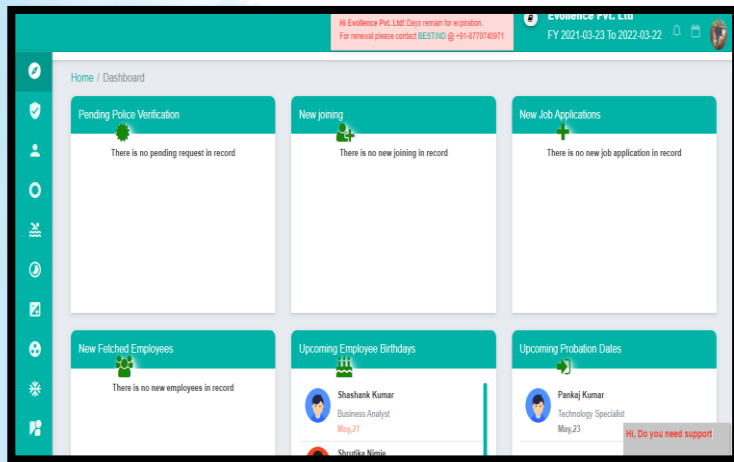 Hi Evollence Pvt. Ltd! Days remain for expiration.
For renewal please contact BESTIND @ +91-8770740971
Evollence Pvt. Ltd
FY 2021-03-23 To 2022-03-22
Home / Dashboard
Pending Police Verification
There is no pending request in record
New joining
There is no new joining in record
New Job Applications
There is no new job application in record
New Fetched Employees
There is no new employees in record
Upcoming Employee Birthdays
Shashank Kumar
Business Analyst
May,21
Shrutika Nimje
Upcoming Probation Dates
Pankaj Kumar
Technology Specialist
May,23
Hi, Do you need support